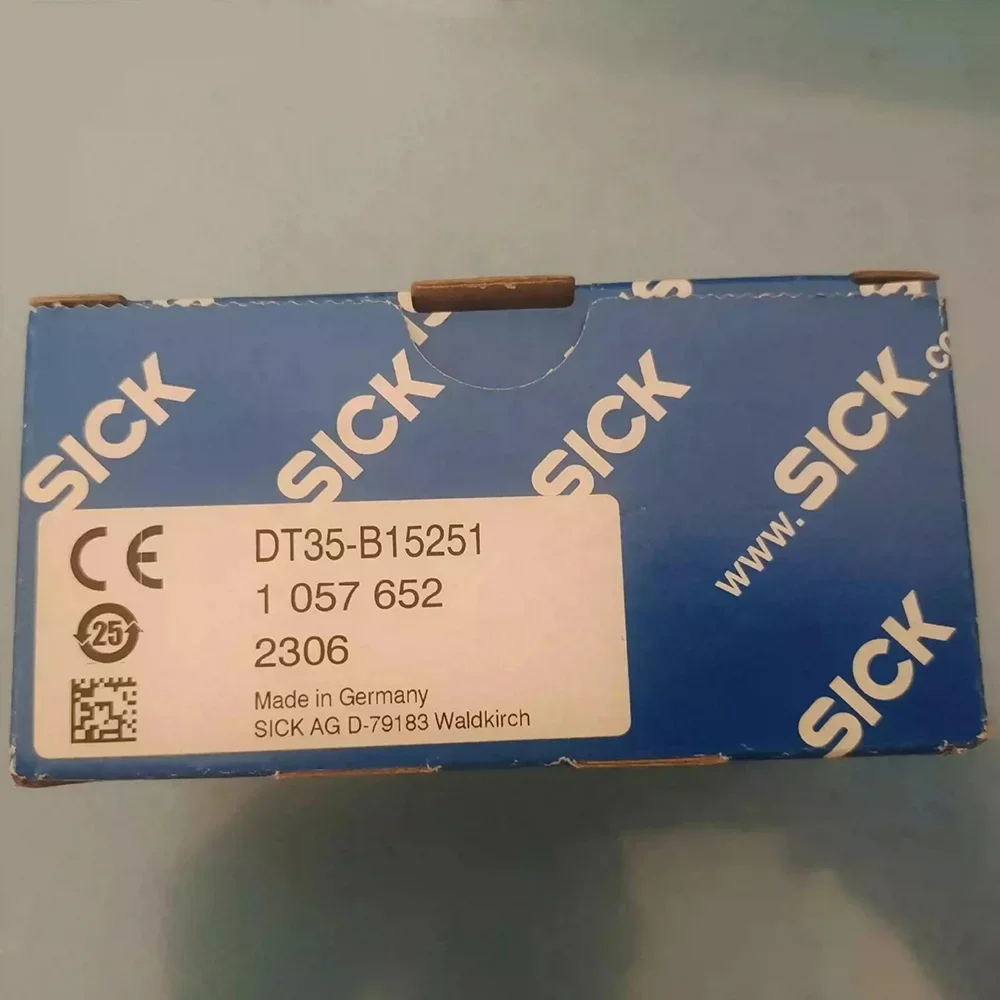 SICK
SICK
SICK
www.SICK.co
SICK
CE
DT35-B15251
1 057 652
25
2306
Made in Germany
SICK AG D-79183 Waldkirch